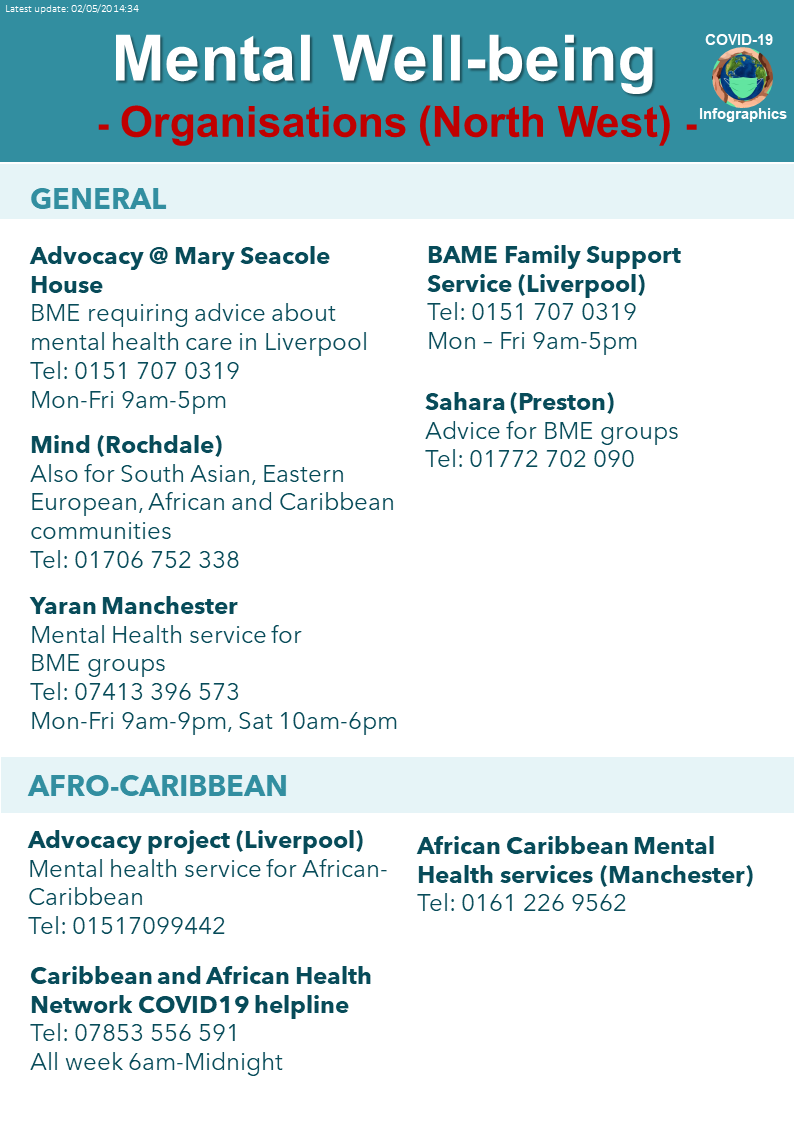 Latest update: 02/05/2014:34
Mental Well-being
- Organisations (North West) -
COVID-19
Infographics
GENERAL
Advocacy @ Mary Seacole
House
BME requiring advice about
mental health care in Liverpool
Tel: 0151 707 0319
Mon-Fri 9am-5pm
Mind (Rochdale)
Also for South Asian, Eastern
European, African and Caribbean
communities
Tel: 01706 752 338
Yaran Manchester
Mental Health service for
BME groups
Tel: 07413 396 573
Mon-Fri 9am-9pm, Sat 10am-6pm
BAME Family Support
Service (Liverpool)
Tel: 0151 707 0319
Mon – Fri 9am-5pm
Sahara (Preston)
Advice for BME groups
Tel: 01772 702 090
AFRO-CARIBBEAN
Advocacy project (Liverpool)
Mental health service for African-
Caribbean
Tel: 01517099442
Caribbean and African Health
Network COVID19 helpline
Tel: 07853 556 591
All week 6am-Midnight
African Caribbean Mental
Health services (Manchester)
Tel: 0161 226 9562